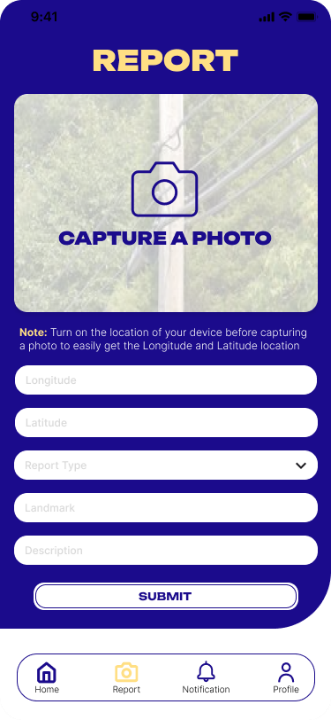 9:41
REPORT
CAPTURE A PHOTO
Note: Turn on the location of your device before capturing
a photo to easily get the Longitude and Latitude location
Longitude
Latitude
Report Type
Landmark
Description
SUBMIT
Home Report Notification Profile